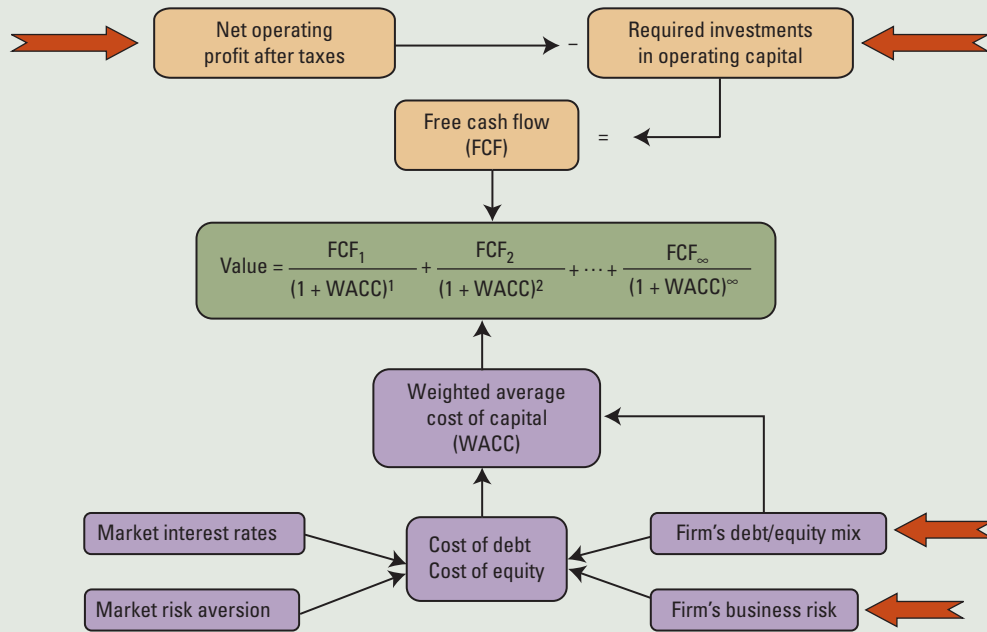 Net operating
profit after taxes
–
Required investments
in operating capital
Free cash flow
(FCF)
=
Value = FCF₁/(1 + WACC)¹ + FCF₂/(1 + WACC)² + ⋯ + FCF∞/(1 + WACC)^∞
Weighted average
cost of capital
(WACC)
Market interest rates
Cost of debt
Cost of equity
Firm’s debt/equity mix
Market risk aversion
Firm’s business risk